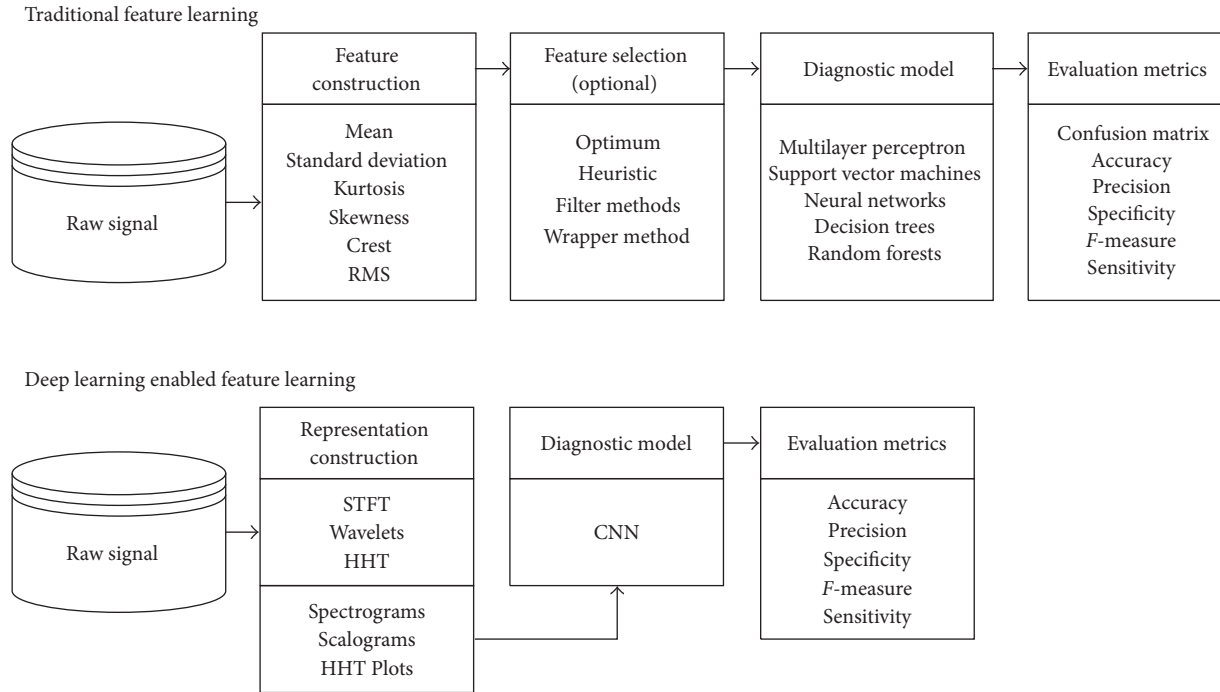 Traditional feature learning
Raw signal
Feature
construction
Mean
Standard deviation
Kurtosis
Skewness
Crest
RMS
Feature selection
(optional)
Optimum
Heuristic
Filter methods
Wrapper method
Diagnostic model
Multilayer perceptron
Support vector machines
Neural networks
Decision trees
Random forests
Evaluation metrics
Confusion matrix
Accuracy
Precision
Specificity
F-measure
Sensitivity
Deep learning enabled feature learning
Raw signal
Representation
construction
STFT
Wavelets
HHT
Spectrograms
Scalograms
HHT Plots
Diagnostic model
CNN
Evaluation metrics
Accuracy
Precision
Specificity
F-measure
Sensitivity